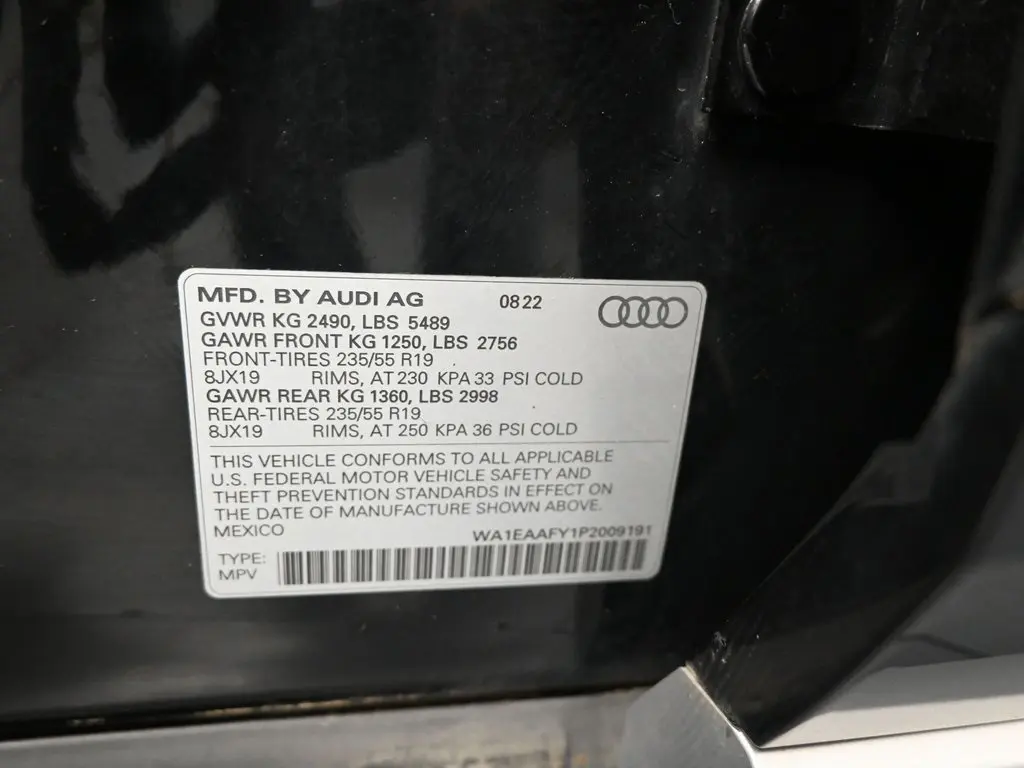 MFD. BY AUDI AG 0822
GVWR KG 2490, LBS 5489
GAWR FRONT KG 1250, LBS 2756
FRONT-TIRES 235/55 R19
8JX19 RIMS, AT 230 KPA 33 PSI COLD
GAWR REAR KG 1360, LBS 2998
REAR-TIRES 235/55 R19
8JX19 RIMS, AT 250 KPA 36 PSI COLD
THIS VEHICLE CONFORMS TO ALL APPLICABLE
U.S. FEDERAL MOTOR VEHICLE SAFETY AND
THEFT PREVENTION STANDARDS IN EFFECT ON
THE DATE OF MANUFACTURE SHOWN ABOVE.
MEXICO WA1EAAFY1P2009191
TYPE:
MPV